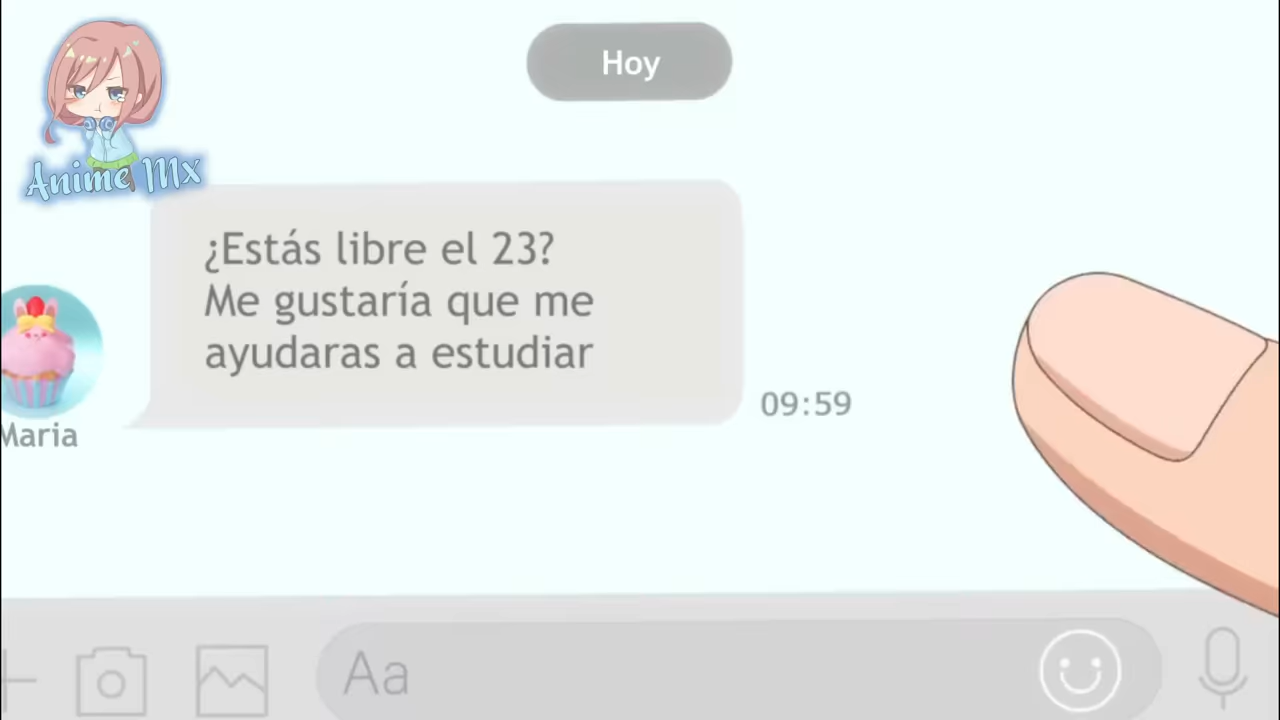 Anime Mx
Hoy
¿Estás libre el 23?
Me gustaría que me
ayudaras a estudiar
09:59
Maria
Aa